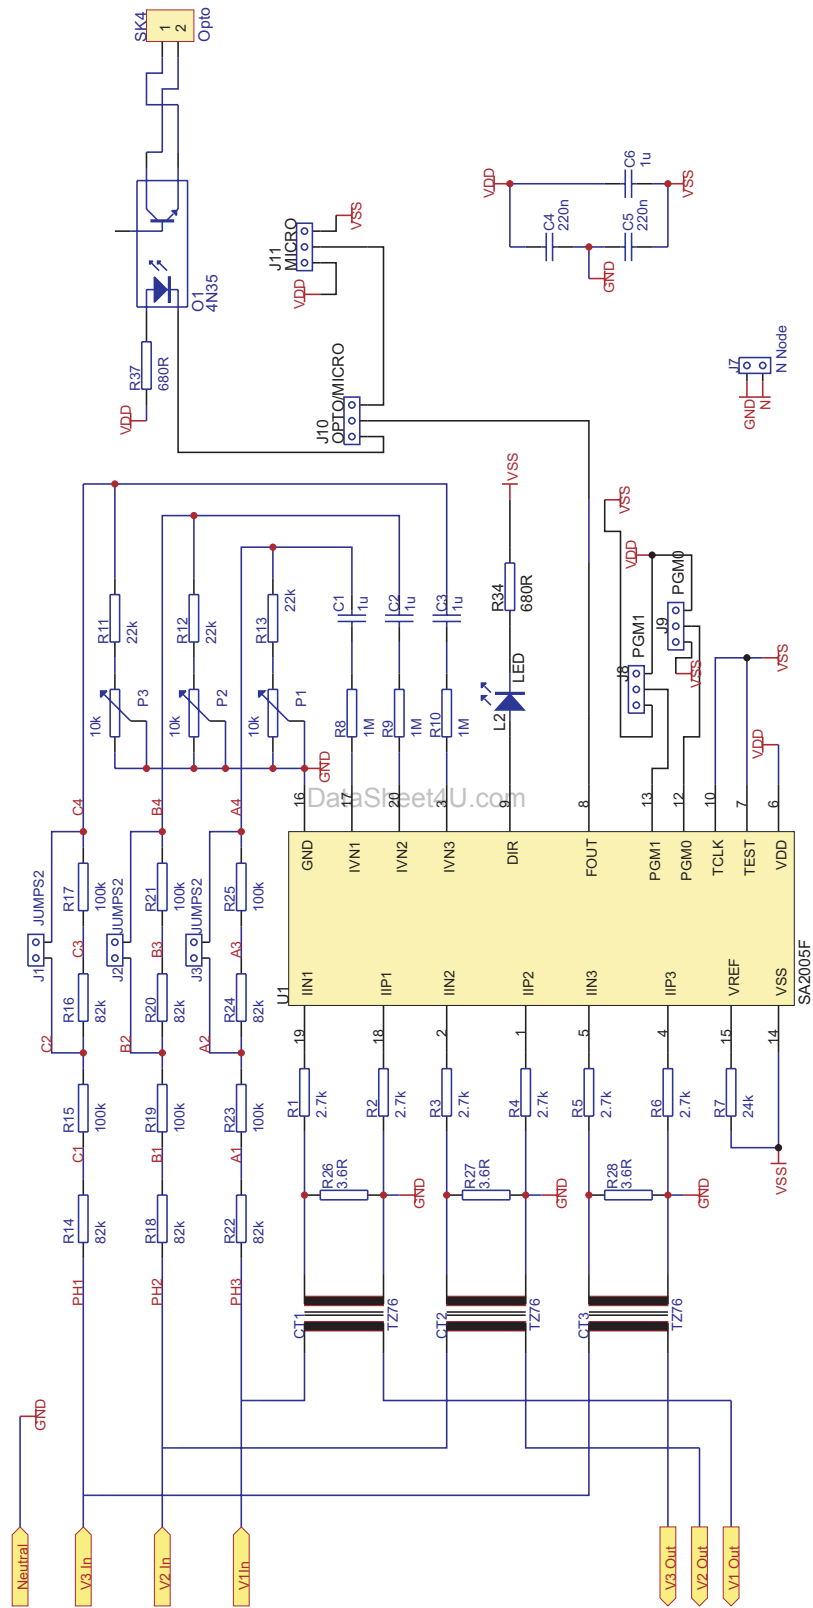 SK4
1
2
Opto
O1
4N35
R37
680R
VDD
J11
MICRO
VSS
VDD
J10
OPTO/MICRO
VDD
C4
220n
C5
220n
C6
1u
VSS
GND
J7
N Node
GND
N
R11
22k
R12
22k
R13
22k
10k
P3
10k
P2
10k
P1
GND
C1
1u
C2
1u
C3
1u
R8
1M
R9
1M
R10
1M
R34
680R
VSS
L2
LED
J8
PGM1
J9
PGM0
VDD
VSS
VSS
VSS
VDD
DataSheet4U.com
C4
B4
A4
J1
JUMPS2
J2
JUMPS2
J3
JUMPS2
R17
100k
R21
100k
R25
100k
C3
B3
A3
R16
82k
R20
82k
R24
82k
C2
B2
A2
R15
100k
R19
100k
R23
100k
C1
B1
A1
R14
82k
R18
82k
R22
82k
PH1
PH2
PH3
16
17
20
3
9
8
13
12
10
7
6
GND
IVN1
IVN2
IVN3
DIR
FOUT
PGM1
PGM0
TCLK
TEST
VDD
U1
IIN1
IIP1
IIN2
IIP2
IIN3
IIP3
VREF
VSS
SA2005F
19
18
2
1
5
4
15
14
R1
2.7k
R2
2.7k
R3
2.7k
R4
2.7k
R5
2.7k
R6
2.7k
R7
24k
VSS
R26
3.6R
GND
R27
3.6R
GND
R28
3.6R
GND
CT1
TZ76
CT2
TZ76
CT3
TZ76
GND
Neutral
V3 In
V2 In
V1In
V3 Out
V2 Out
V1 Out